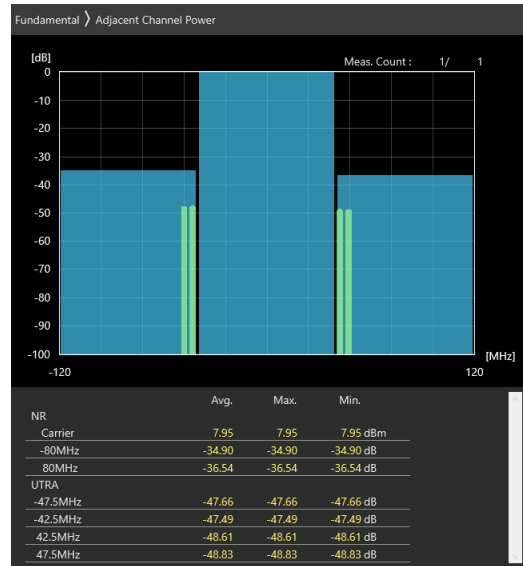 Fundamental 〉 Adjacent Channel Power
[dB]
Meas. Count : 1/ 1
0
-10
-20
-30
-40
-50
-60
-70
-80
-90
-100
[MHz]
-120 120
Avg. Max. Min.
NR
Carrier 7.95 7.95 7.95 dBm
-80MHz -34.90 -34.90 -34.90 dB
80MHz -36.54 -36.54 -36.54 dB
UTRA
-47.5MHz -47.66 -47.66 -47.66 dB
-42.5MHz -47.49 -47.49 -47.49 dB
42.5MHz -48.61 -48.61 -48.61 dB
47.5MHz -48.83 -48.83 -48.83 dB